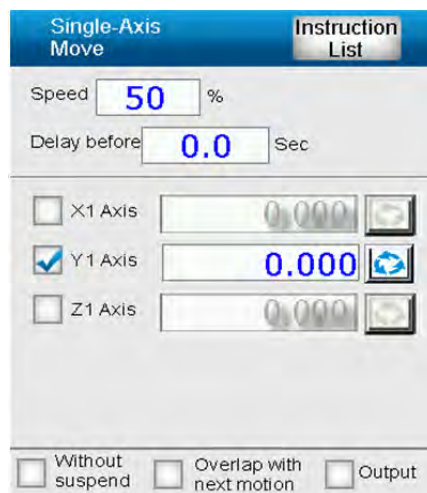 Single-Axis
Move
Instruction
List
Speed 50 %
Delay before 0.0 Sec
X1 Axis 0.000
Y1 Axis 0.000
Z1 Axis 0.000
Without
suspend
Overlap with
next motion
Output